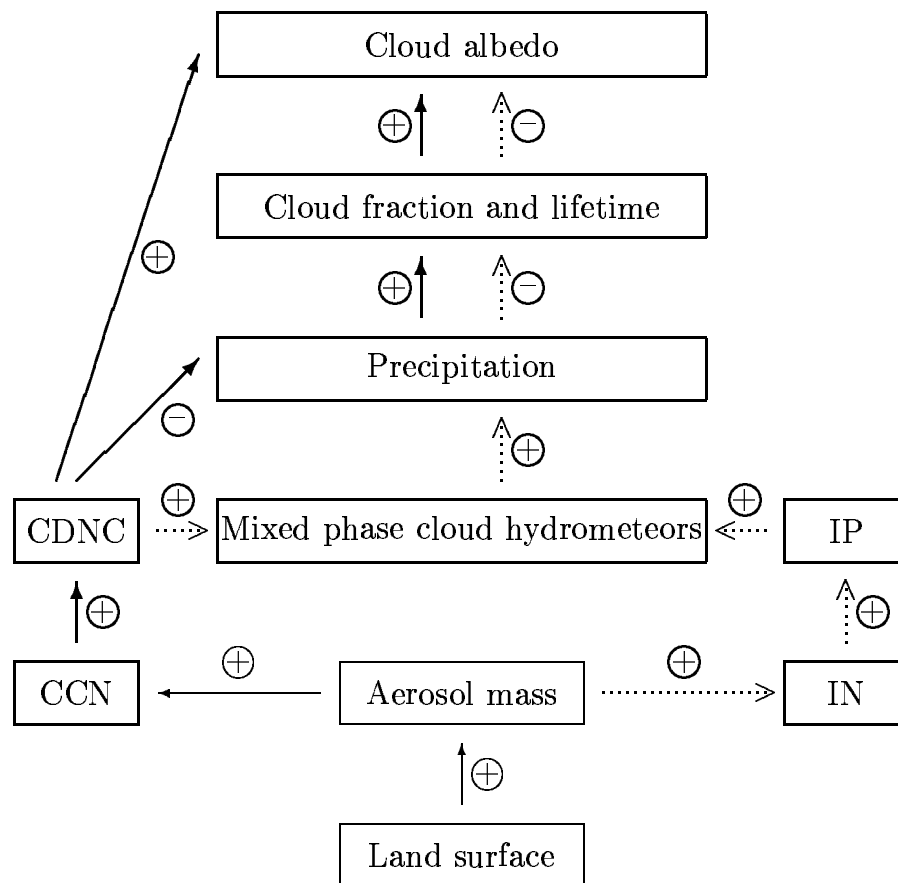 Cloud albedo
⊕ ⊖
Cloud fraction and lifetime
⊕
⊕ ⊖
Precipitation
⊖
⊕
⊕ ⊕
CDNC Mixed phase cloud hydrometeors IP
⊕ ⊕
⊕ ⊕
CCN Aerosol mass IN
⊕
Land surface